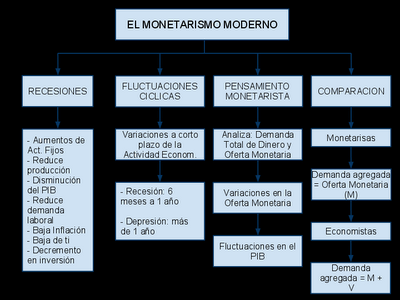 EL MONETARISMO MODERNO
RECESIONES
- Aumentos de
Act. Fijos
- Reduce
producción
- Disminución
del PIB
- Reduce
demanda
laboral
- Baja Inflación
- Baja de ti
- Decremento
en inversión
FLUCTUACIONES
CICLICAS
Variaciones a corto
plazo de la
Actividad Econom.
- Recesión: 6
meses a 1 año
- Depresión: más
de 1 año
PENSAMIENTO
MONETARISTA
Analiza: Demanda
Total de Dinero y
Oferta Monetaria
Variaciones en la
Oferta Monetaria
Fluctuaciones en el
PIB
COMPARACION
Monetarisas
Demanda agregada
= Oferta Monetaria
(M)
Economistas
Demanda
agregada = M +
V